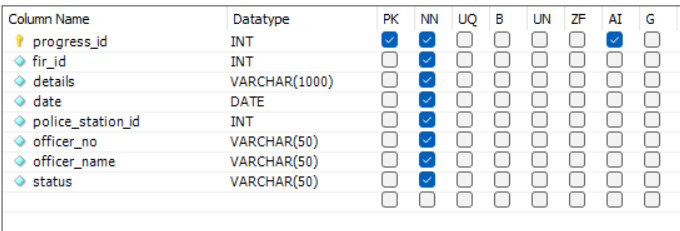 Column Name Datatype PK NN UQ B UN ZF AI G
progress_id INT
fir_id INT
details VARCHAR(1000)
date DATE
police_station_id INT
officer_no VARCHAR(50)
officer_name VARCHAR(50)
status VARCHAR(50)